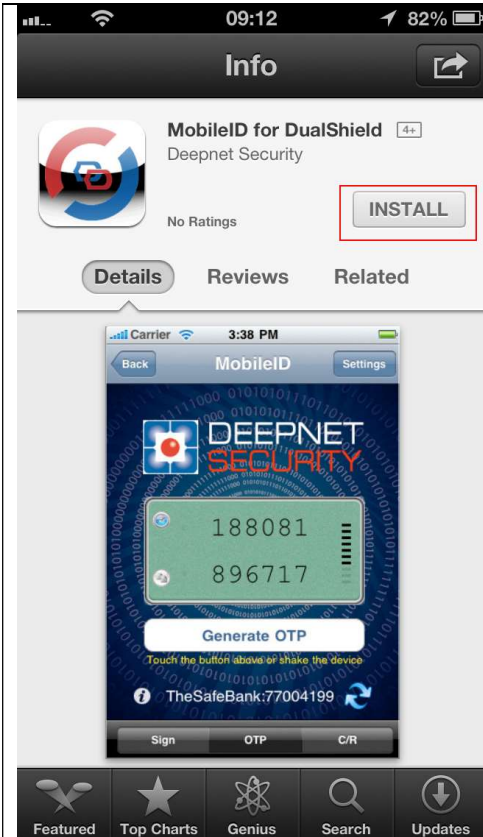 09:12 82%
Info
MobileID for DualShield 4+
Deepnet Security
No Ratings
INSTALL
Details Reviews Related
Carrier 3:38 PM
Back MobileID Settings
DEEPNET
SECURITY
188081
896717
Generate OTP
Touch the button above or shake the device
TheSafeBank:77004199
Sign OTP C/R
Featured Top Charts Genius Search Updates